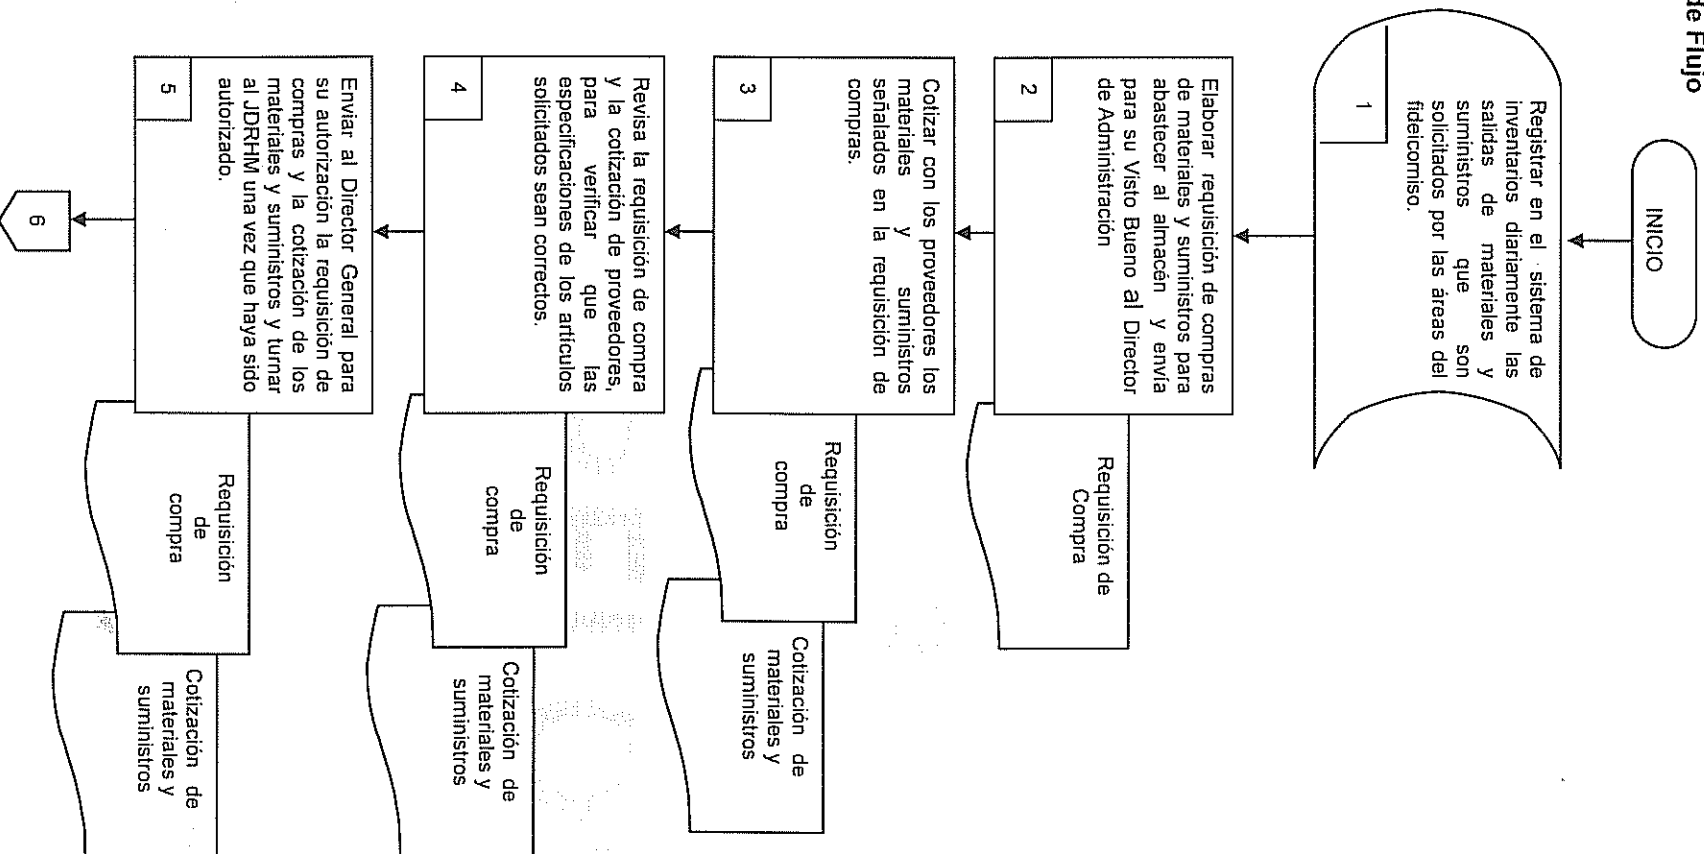 de Flujo
INICIO
Registrar en el sistema de
inventarios diariamente las
salidas de materiales y
suministros que son
solicitados por las áreas del
fideicomiso.
1
Elaborar requisición de compras
de materiales y suministros para
abastecer al almacén y envía
para su Visto Bueno al Director
de Administración
2
Requisición de
Compra
Cotizar con los proveedores los
materiales y suministros
señalados en la requisición de
compras.
3
Requisición
de
compra
Cotización de
materiales y
suministros
Revisa la requisición de compra
y la cotización de proveedores,
para verificar que las
especificaciones de los artículos
solicitados sean correctos.
4
Requisición
de
compra
Cotización de
materiales y
suministros
Enviar al Director General para
su autorización la requisición de
compras y la cotización de los
materiales y suministros y turnar
al JDRHM una vez que haya sido
autorizado.
5
Requisición
de
compra
Cotización de
materiales y
suministros
6